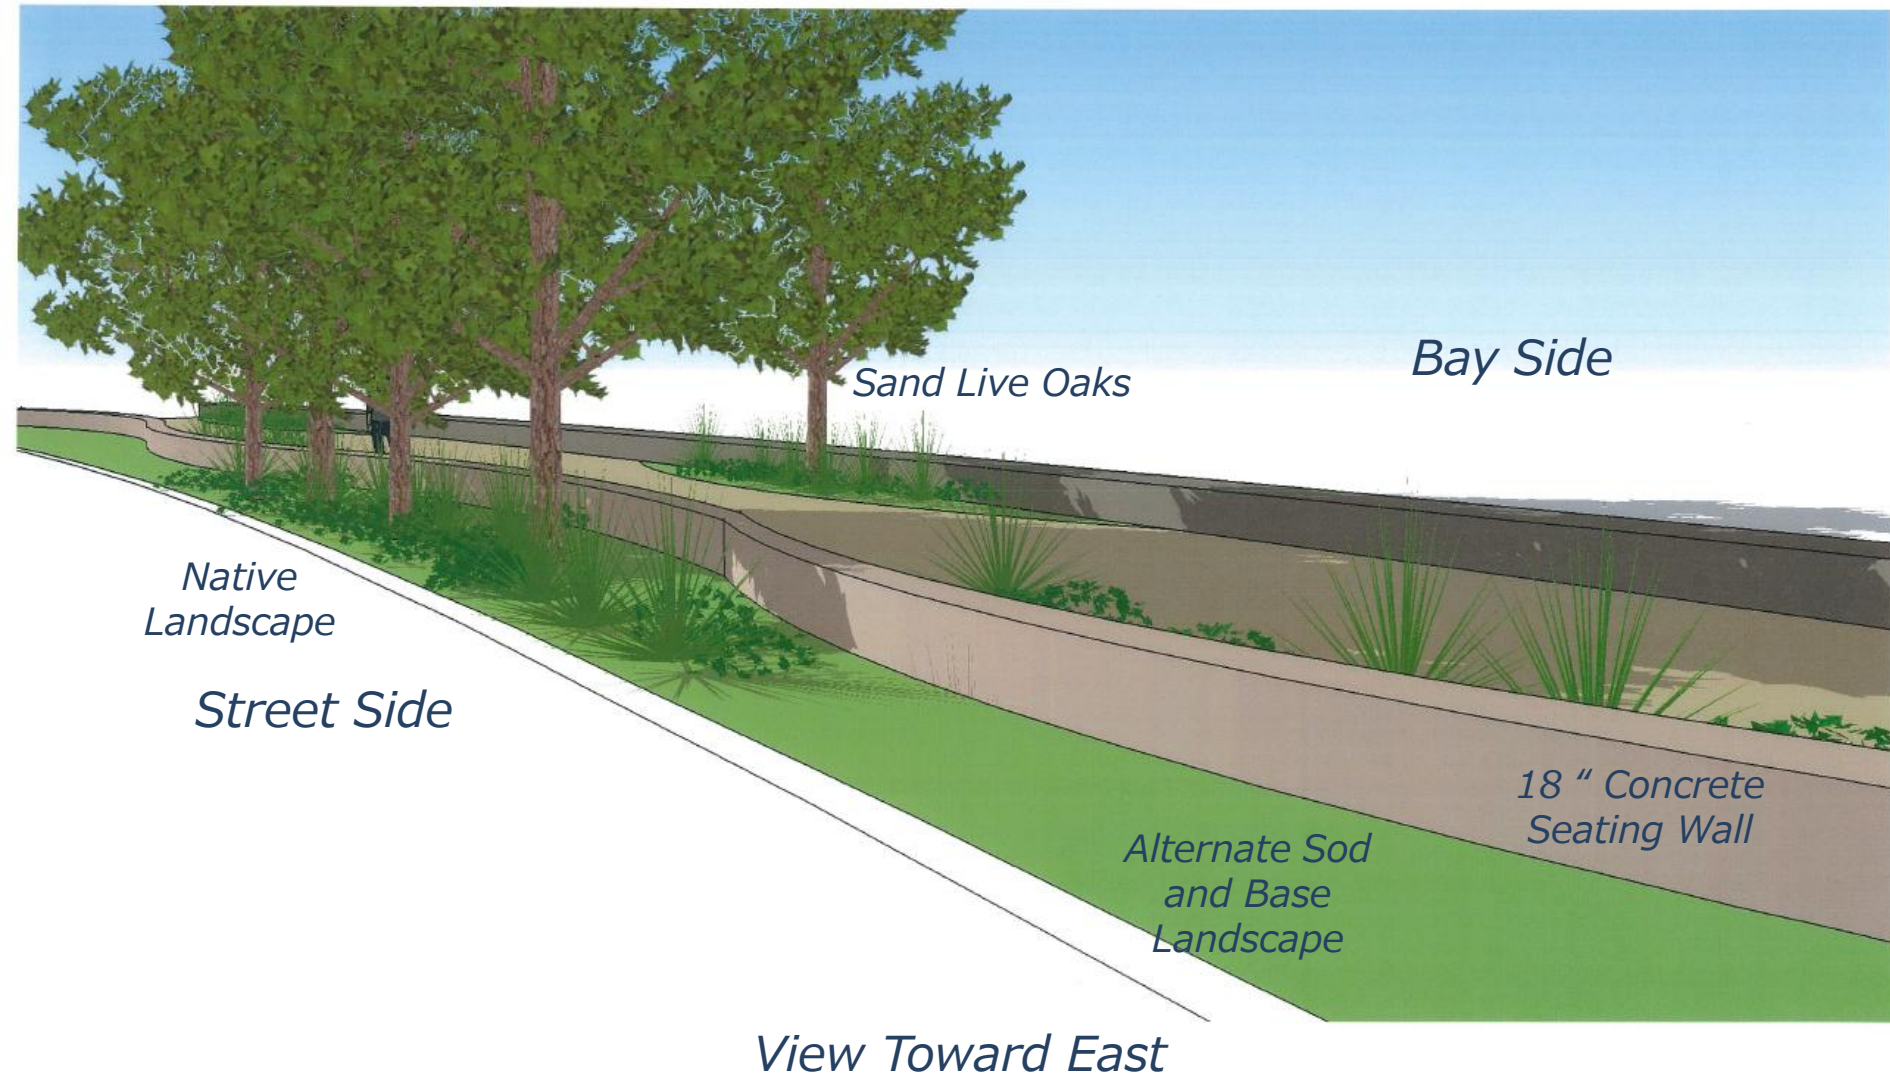 Bay Side
Sand Live Oaks
Native
Landscape
Street Side
18 “ Concrete
Seating Wall
Alternate Sod
and Base
Landscape
View Toward East